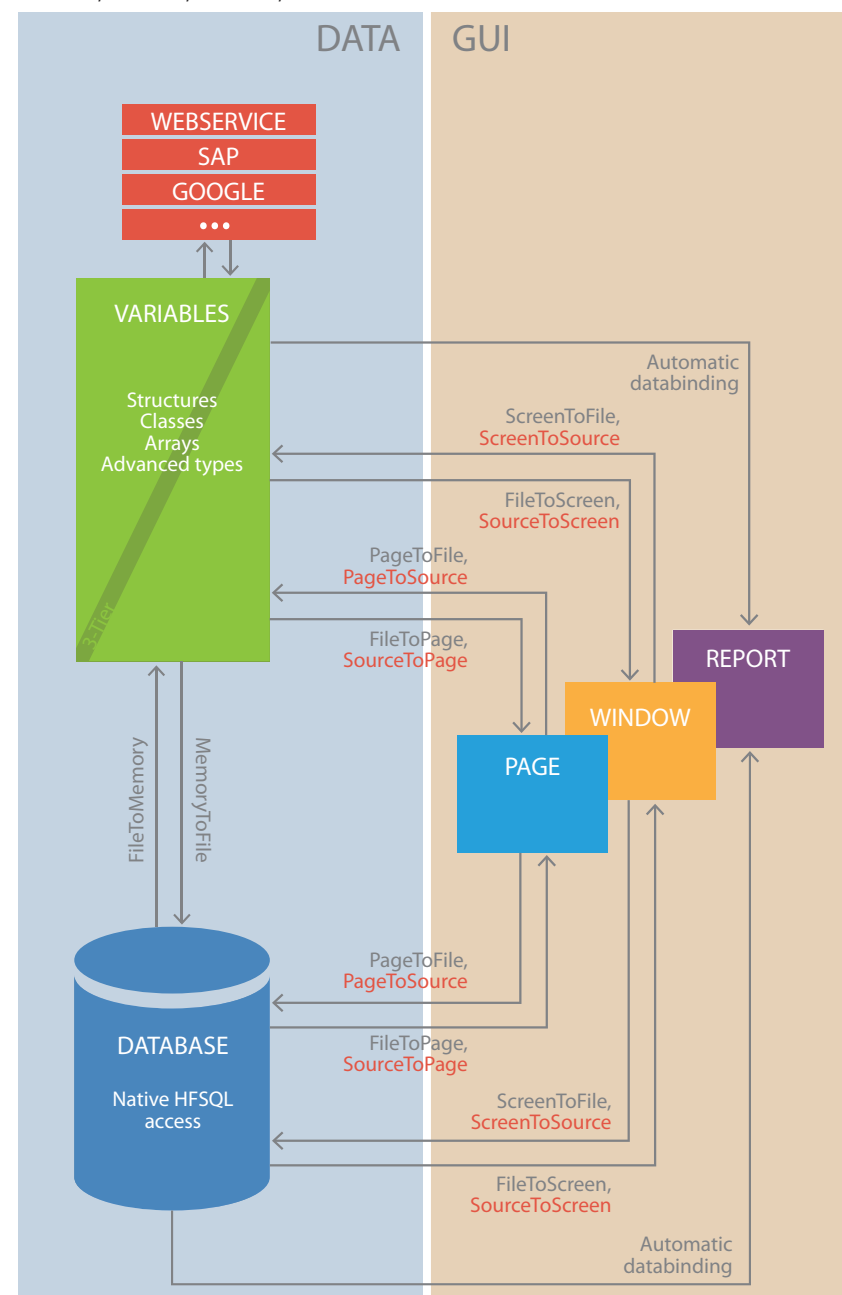 DATA
GUI
WEBSERVICE
SAP
GOOGLE
•••
VARIABLES
Structures
Classes
Arrays
Advanced types
3-Tier
Automatic
databinding
ScreenToFile,
ScreenToSource
FileToScreen,
SourceToScreen
PageToFile,
PageToSource
FileToPage,
SourceToPage
REPORT
WINDOW
PAGE
FileToMemory
MemoryToFile
DATABASE
Native HFSQL
access
PageToFile,
PageToSource
FileToPage,
SourceToPage
ScreenToFile,
ScreenToSource
FileToScreen,
SourceToScreen
Automatic
databinding